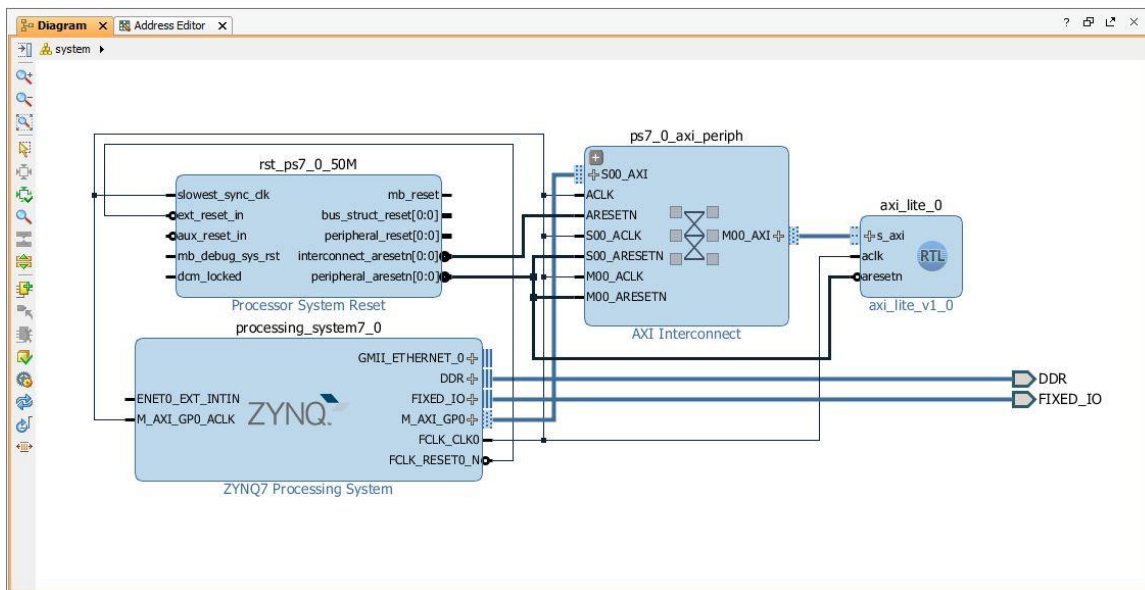 Diagram
Address Editor
?
system
rst_ps7_0_50M
slowest_sync_clk
ext_reset_in
aux_reset_in
mb_debug_sys_rst
dcm_locked
mb_reset
bus_struct_reset[0:0]
peripheral_reset[0:0]
interconnect_aresetn[0:0]
peripheral_aresetn[0:0]
Processor System Reset
ps7_0_axi_periph
S00_AXI
ACLK
ARESETN
S00_ACLK
S00_ARESETN
M00_ACLK
M00_ARESETN
M00_AXI
AXI Interconnect
axi_lite_0
s_axi
aclk
aresetn
RTL
axi_lite_v1_0
processing_system7_0
ENET0_EXT_INTIN
M_AXI_GP0_ACLK
ZYNQ
GMII_ETHERNET_0
DDR
FIXED_IO
M_AXI_GP0
FCLK_CLK0
FCLK_RESET0_N
ZYNQ7 Processing System
DDR
FIXED_IO